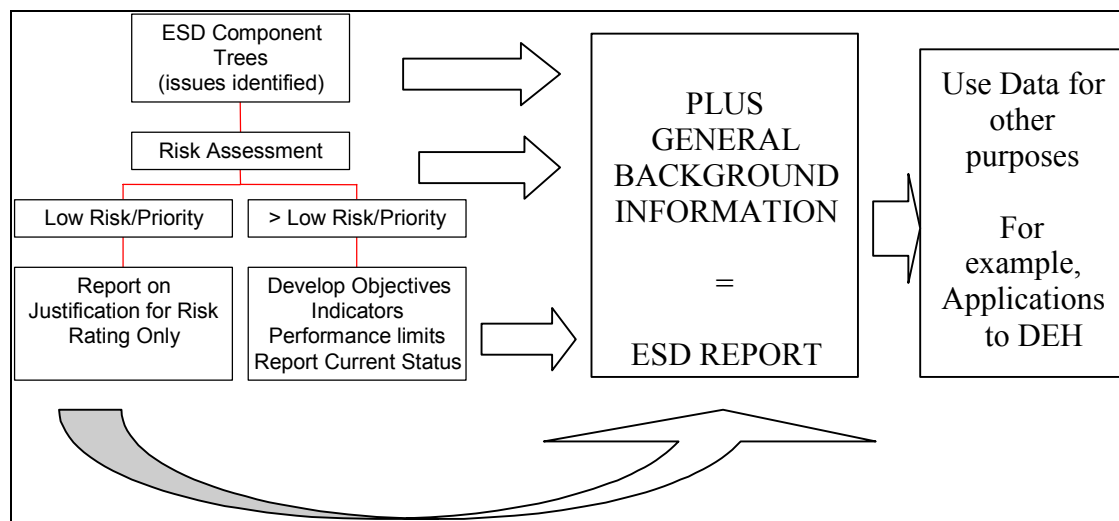 ESD Component
Trees
(issues identified)
Risk Assessment
Low Risk/Priority
> Low Risk/Priority
Report on
Justification for Risk
Rating Only
Develop Objectives
Indicators
Performance limits
Report Current Status
PLUS
GENERAL
BACKGROUND
INFORMATION
=
ESD REPORT
Use Data for
other
purposes
For
example,
Applications
to DEH